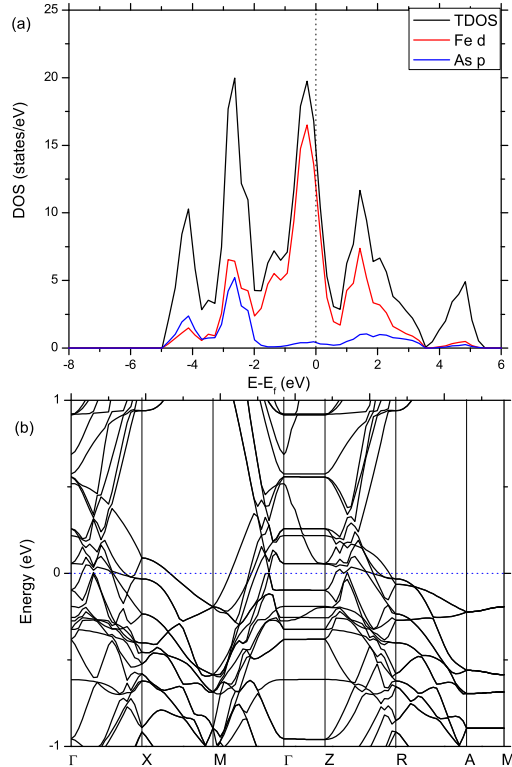 (a)
25
20
15
10
5
0
DOS (states/eV)
TDOS
Fe d
As p
-8 -6 -4 -2 0 2 4 6
E-E_f (eV)
(b)
1
0
-1
Energy (eV)
Γ X M Γ Z R A M